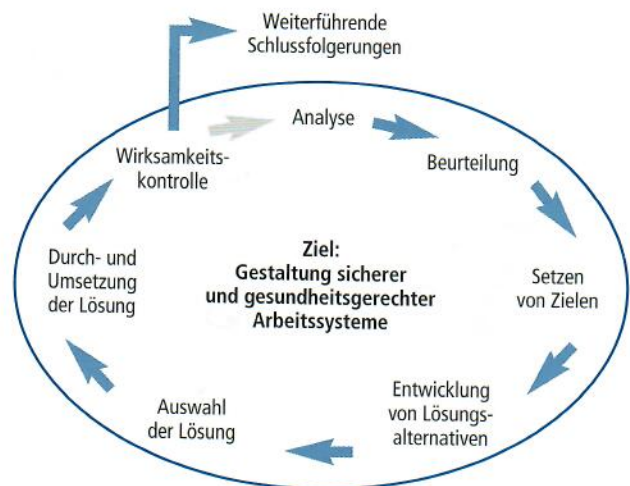 Weiterführende
Schlussfolgerungen
Analyse
Beurteilung
Setzen
von Zielen
Entwicklung
von Lösungs-
alternativen
Auswahl
der Lösung
Durch- und
Umsetzung
der Lösung
Wirksamkeits-
kontrolle
Ziel:
Gestaltung sicherer
und gesundheitsgerechter
Arbeitssysteme